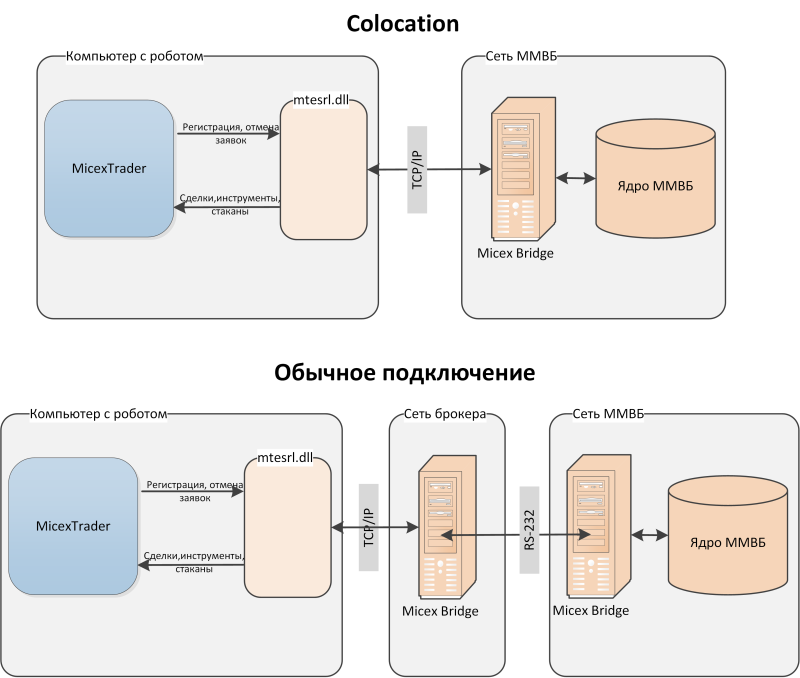 Colocation
Компьютер с роботом
Сеть ММВБ
mtesrl.dll
MicexTrader
Регистрация, отмена
заявок
Сделки,инструменты,
стаканы
TCP/IP
Micex Bridge
Ядро ММВБ
Обычное подключение
Компьютер с роботом
Сеть брокера
Сеть ММВБ
mtesrl.dll
MicexTrader
Регистрация, отмена
заявок
Сделки,инструменты,
стаканы
TCP/IP
Micex Bridge
RS-232
Micex Bridge
Ядро ММВБ